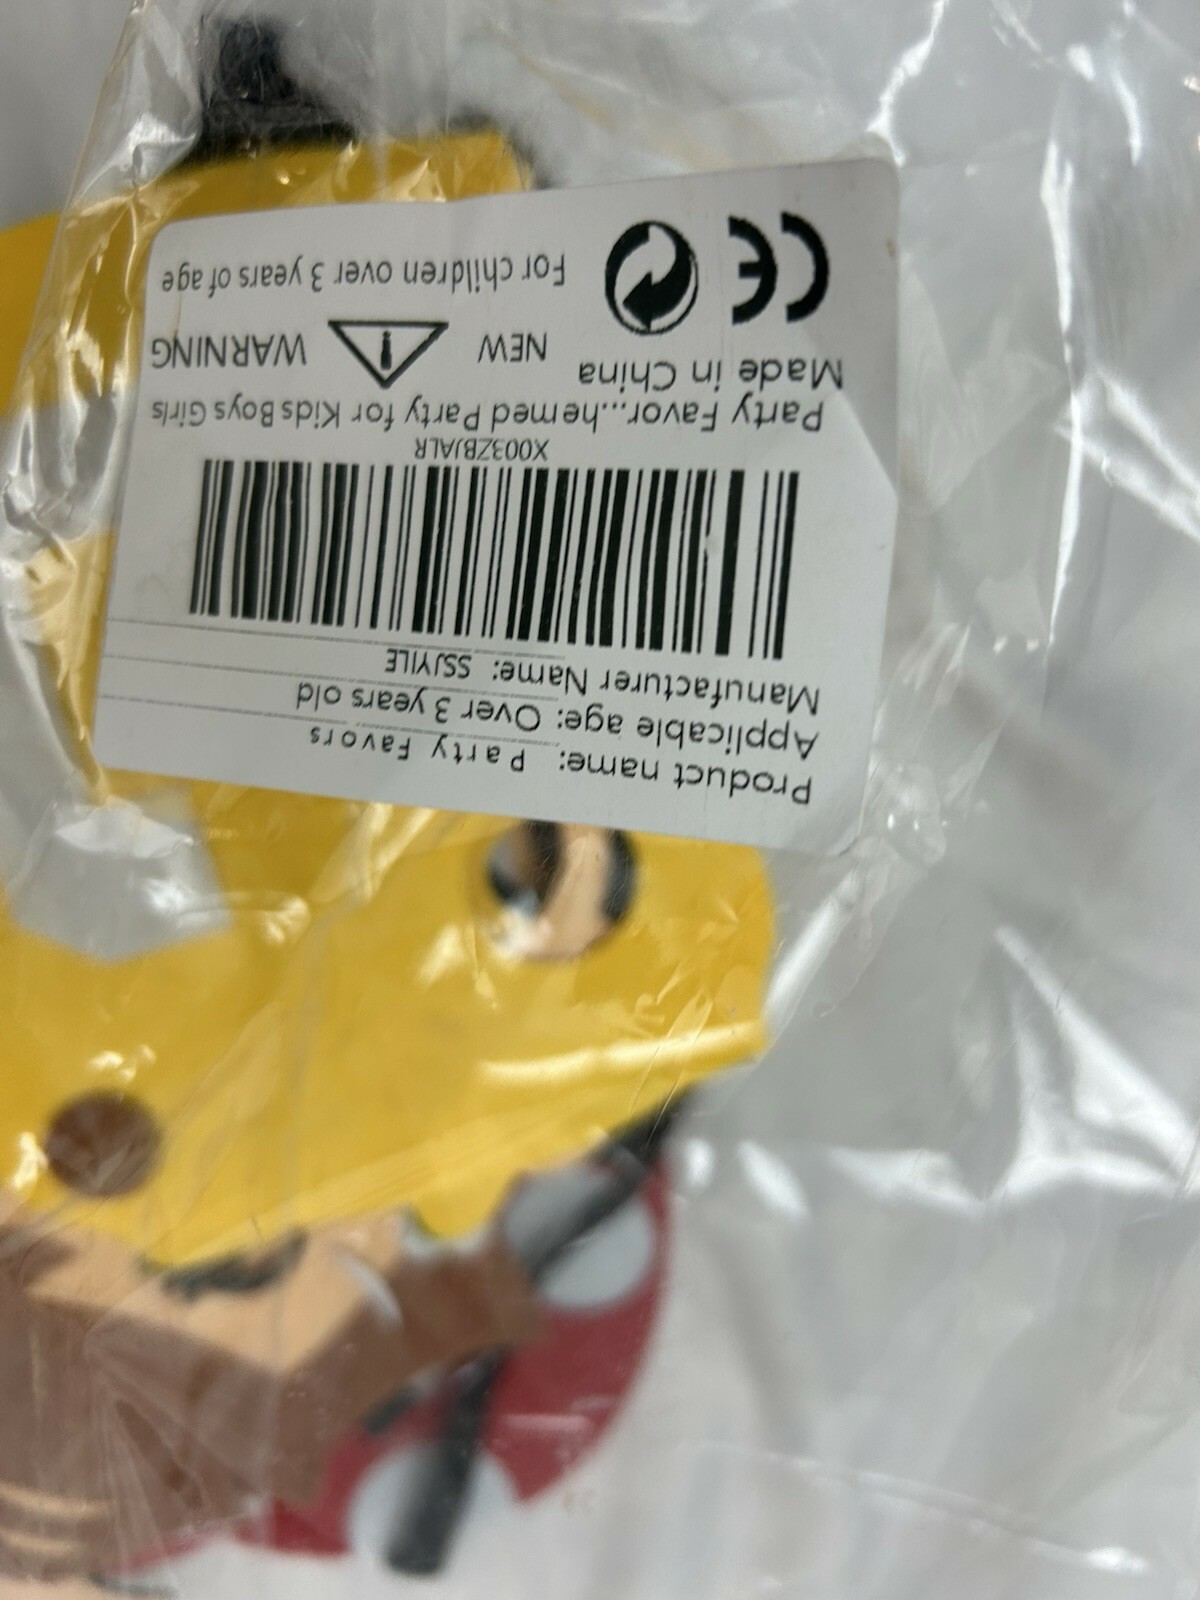 Product name: Party Favors
Applicable age: Over 3 years old
Manufacturer Name: SSJYILE
X003ZBJALR
Party Favor...hemed Party for Kids Boys Girls
Made in China
NEW WARNING
For children over 3 years of age
CE